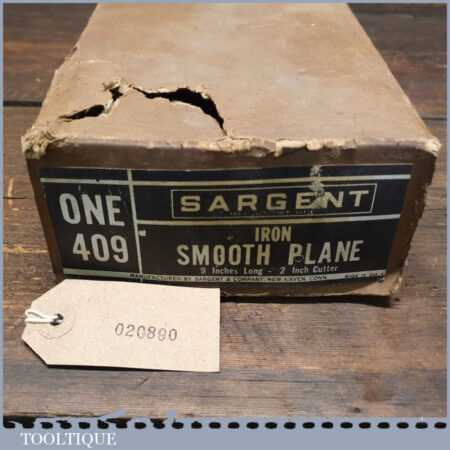 ONE
409
SARGENT
IRON
SMOOTH PLANE
9 Inches Long - 2 Inch Cutter
MANUFACTURED BY SARGENT & COMPANY, NEW HAVEN, CONN.
020890
TOOLTIQUE